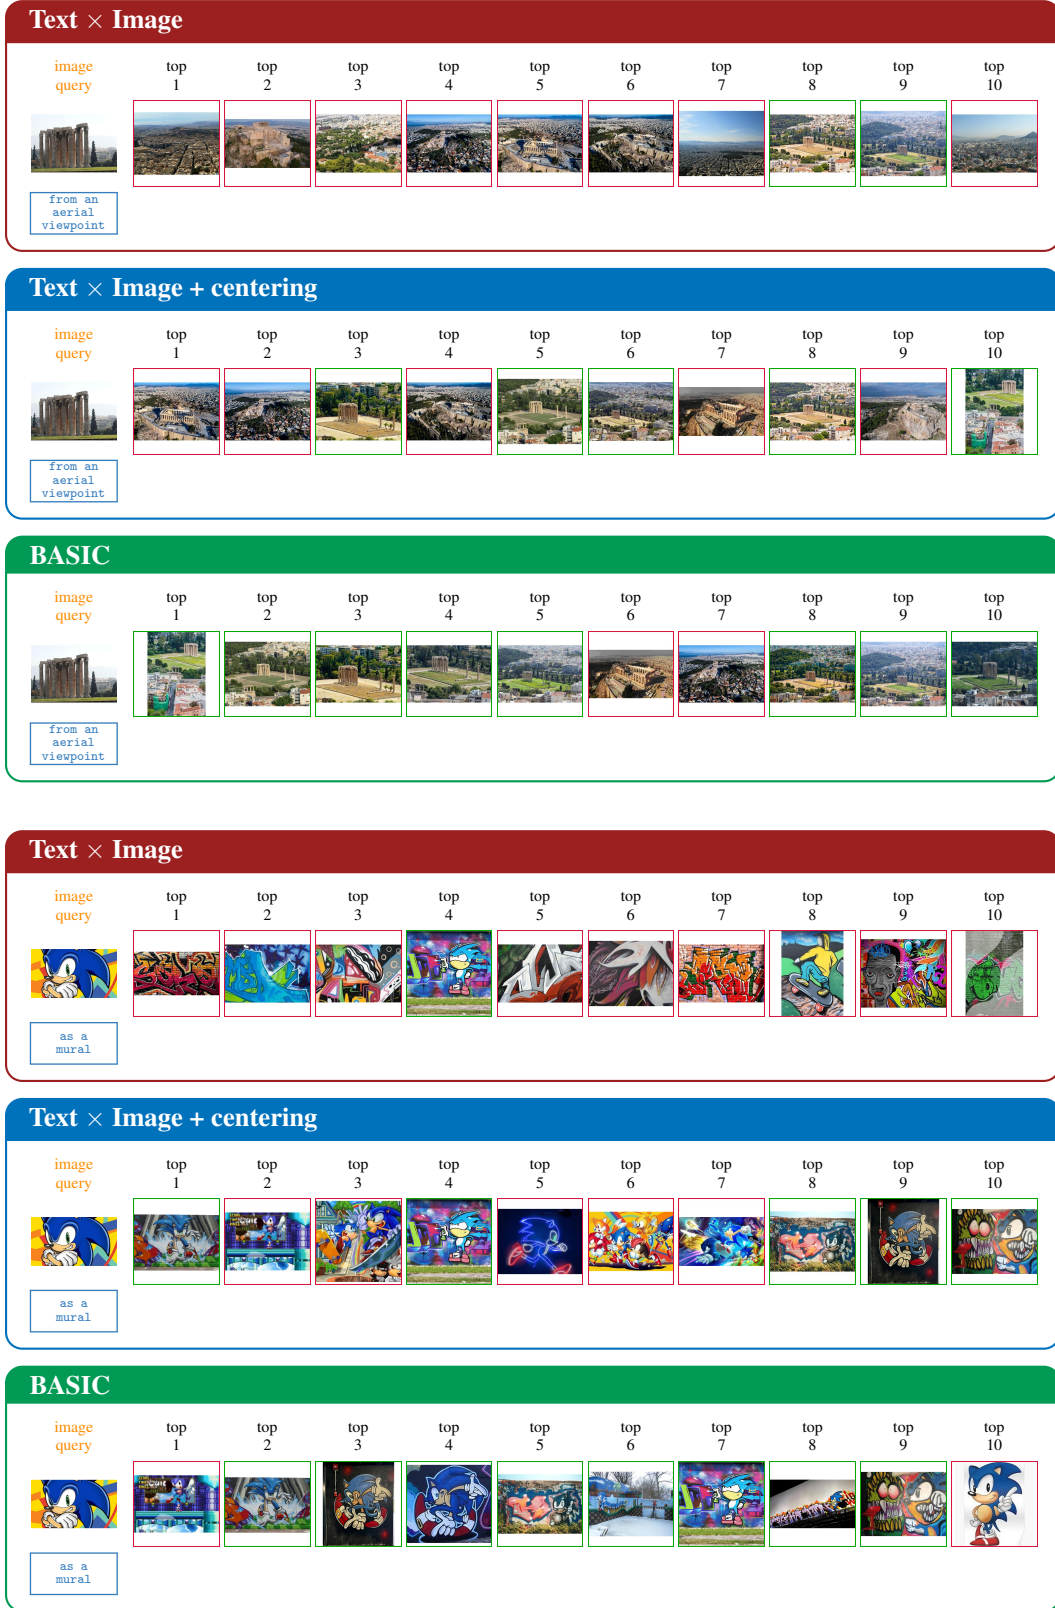 Text × Image
image top top top top top top top top top top
query 1 2 3 4 5 6 7 8 9 10
from an
aerial
viewpoint
Text × Image + centering
image top top top top top top top top top top
query 1 2 3 4 5 6 7 8 9 10
from an
aerial
viewpoint
BASIC
image top top top top top top top top top top
query 1 2 3 4 5 6 7 8 9 10
from an
aerial
viewpoint
Text × Image
image top top top top top top top top top top
query 1 2 3 4 5 6 7 8 9 10
as a
mural
Text × Image + centering
image top top top top top top top top top top
query 1 2 3 4 5 6 7 8 9 10
as a
mural
BASIC
image top top top top top top top top top top
query 1 2 3 4 5 6 7 8 9 10
as a
mural